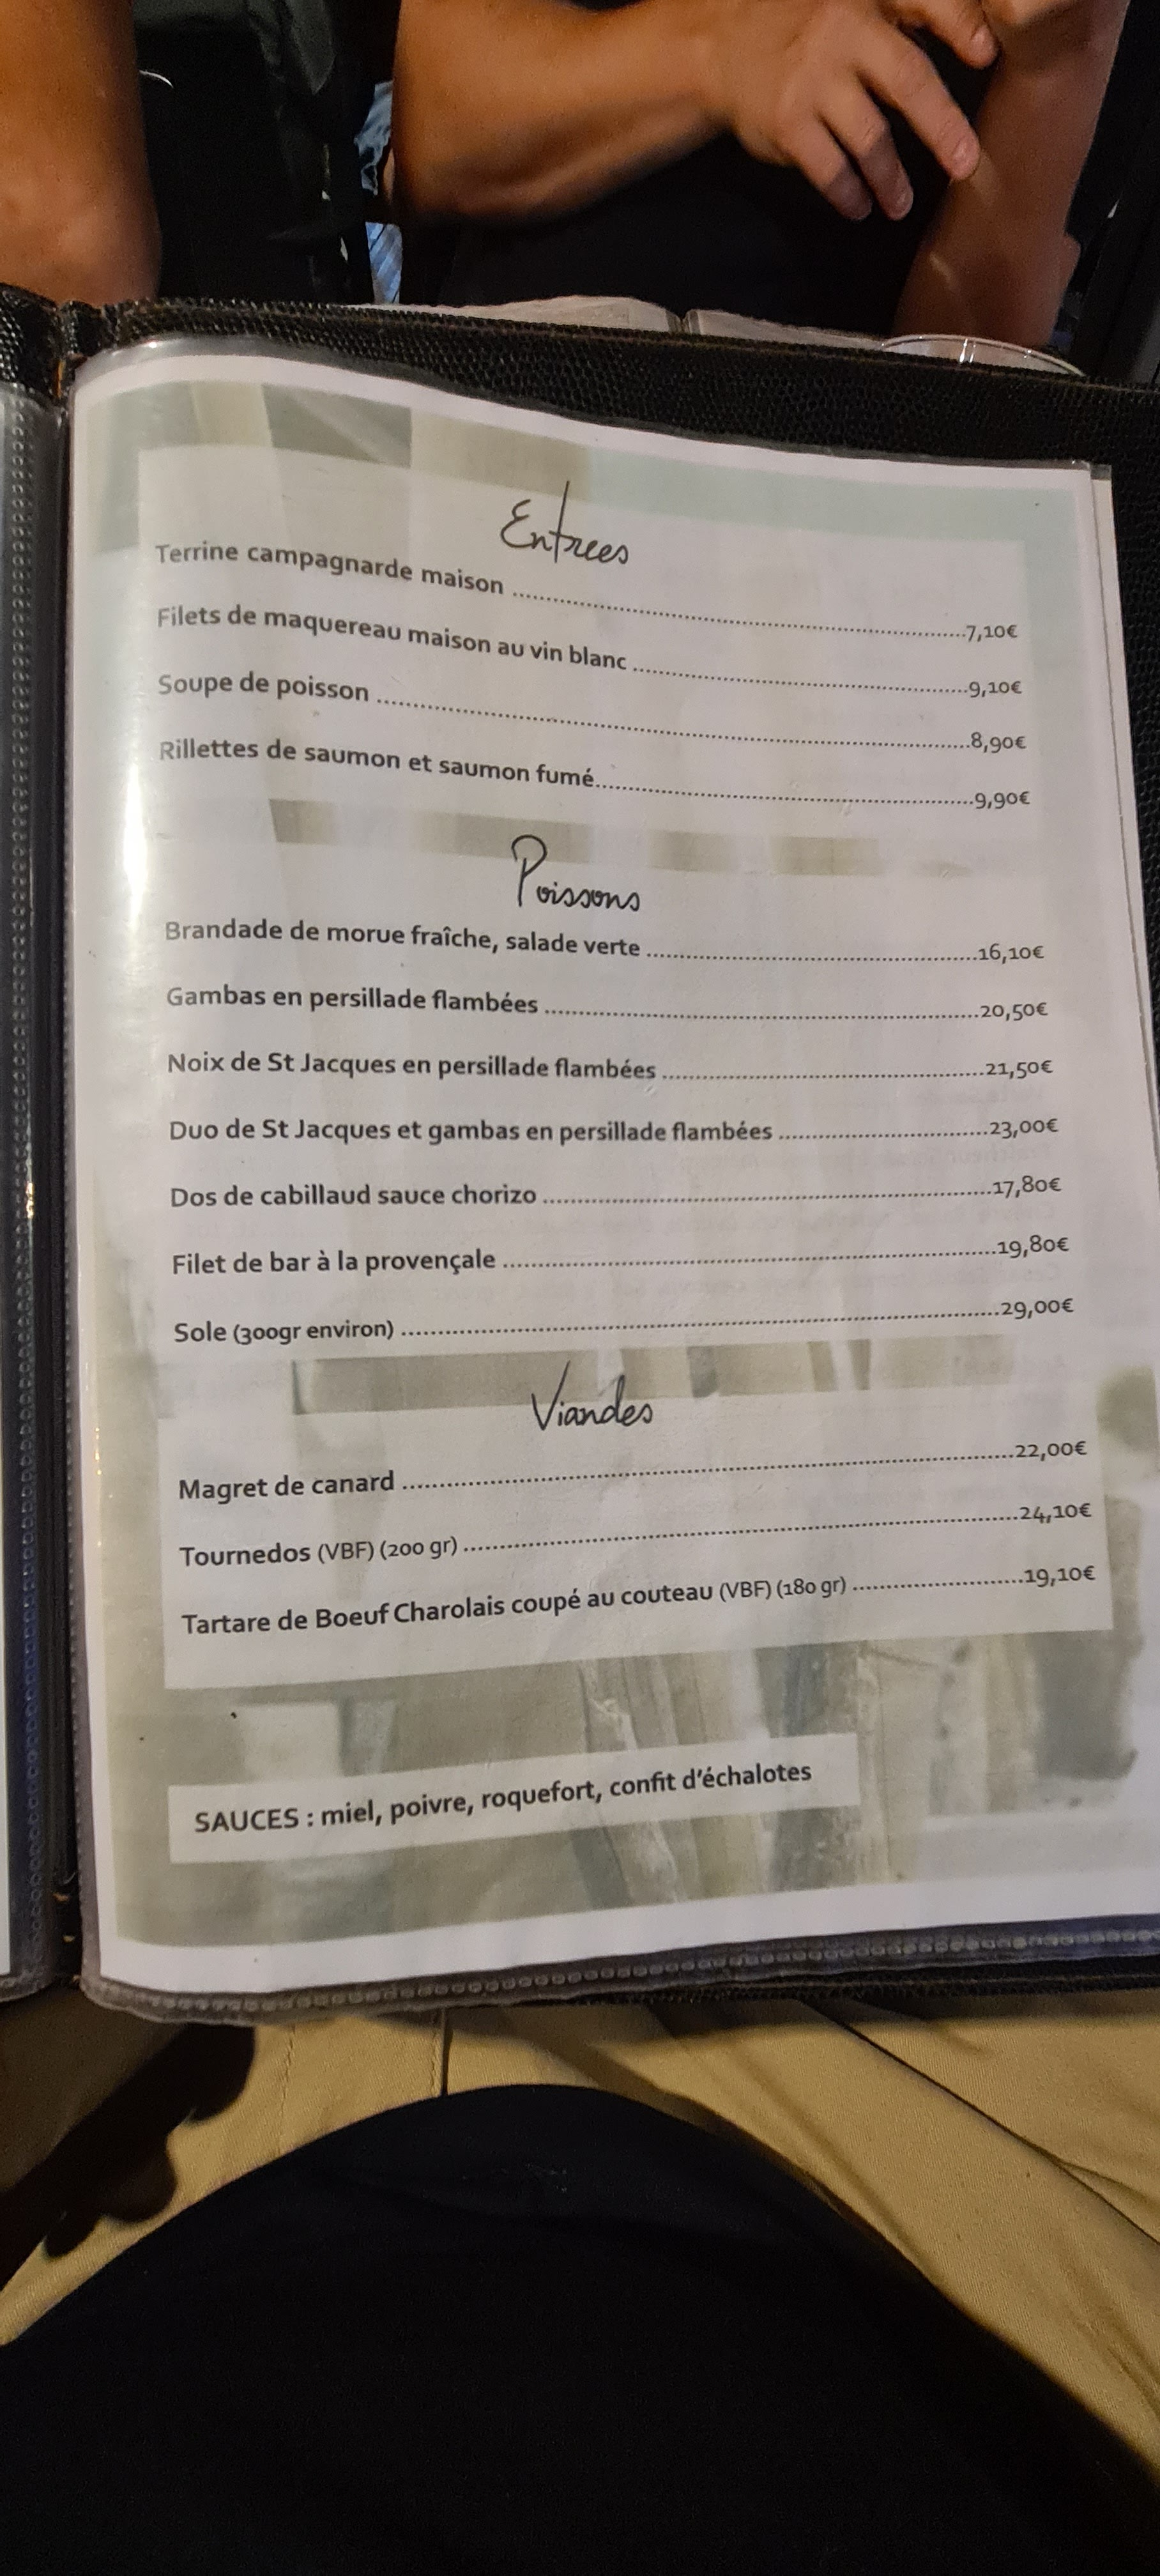 Entrees
Terrine campagnarde maison ........................................7,10€
Filets de maquereau maison au vin blanc ........................................9,10€
Soupe de poisson ........................................8,90€
Rillettes de saumon et saumon fumé........................................9,90€
Poissons
Brandade de morue fraîche, salade verte ........................................16,10€
Gambas en persillade flambées ........................................20,50€
Noix de St Jacques en persillade flambées ........................................21,50€
Duo de St Jacques et gambas en persillade flambées ........................................23,00€
Dos de cabillaud sauce chorizo ........................................17,80€
Filet de bar à la provençale ........................................19,80€
Sole (300gr environ) ........................................29,00€
Viandes
Magret de canard ........................................22,00€
Tournedos (VBF) (200 gr) ........................................24,10€
Tartare de Boeuf Charolais coupé au couteau (VBF) (180 gr) ........................................19,10€
SAUCES : miel, poivre, roquefort, confit d'échalotes